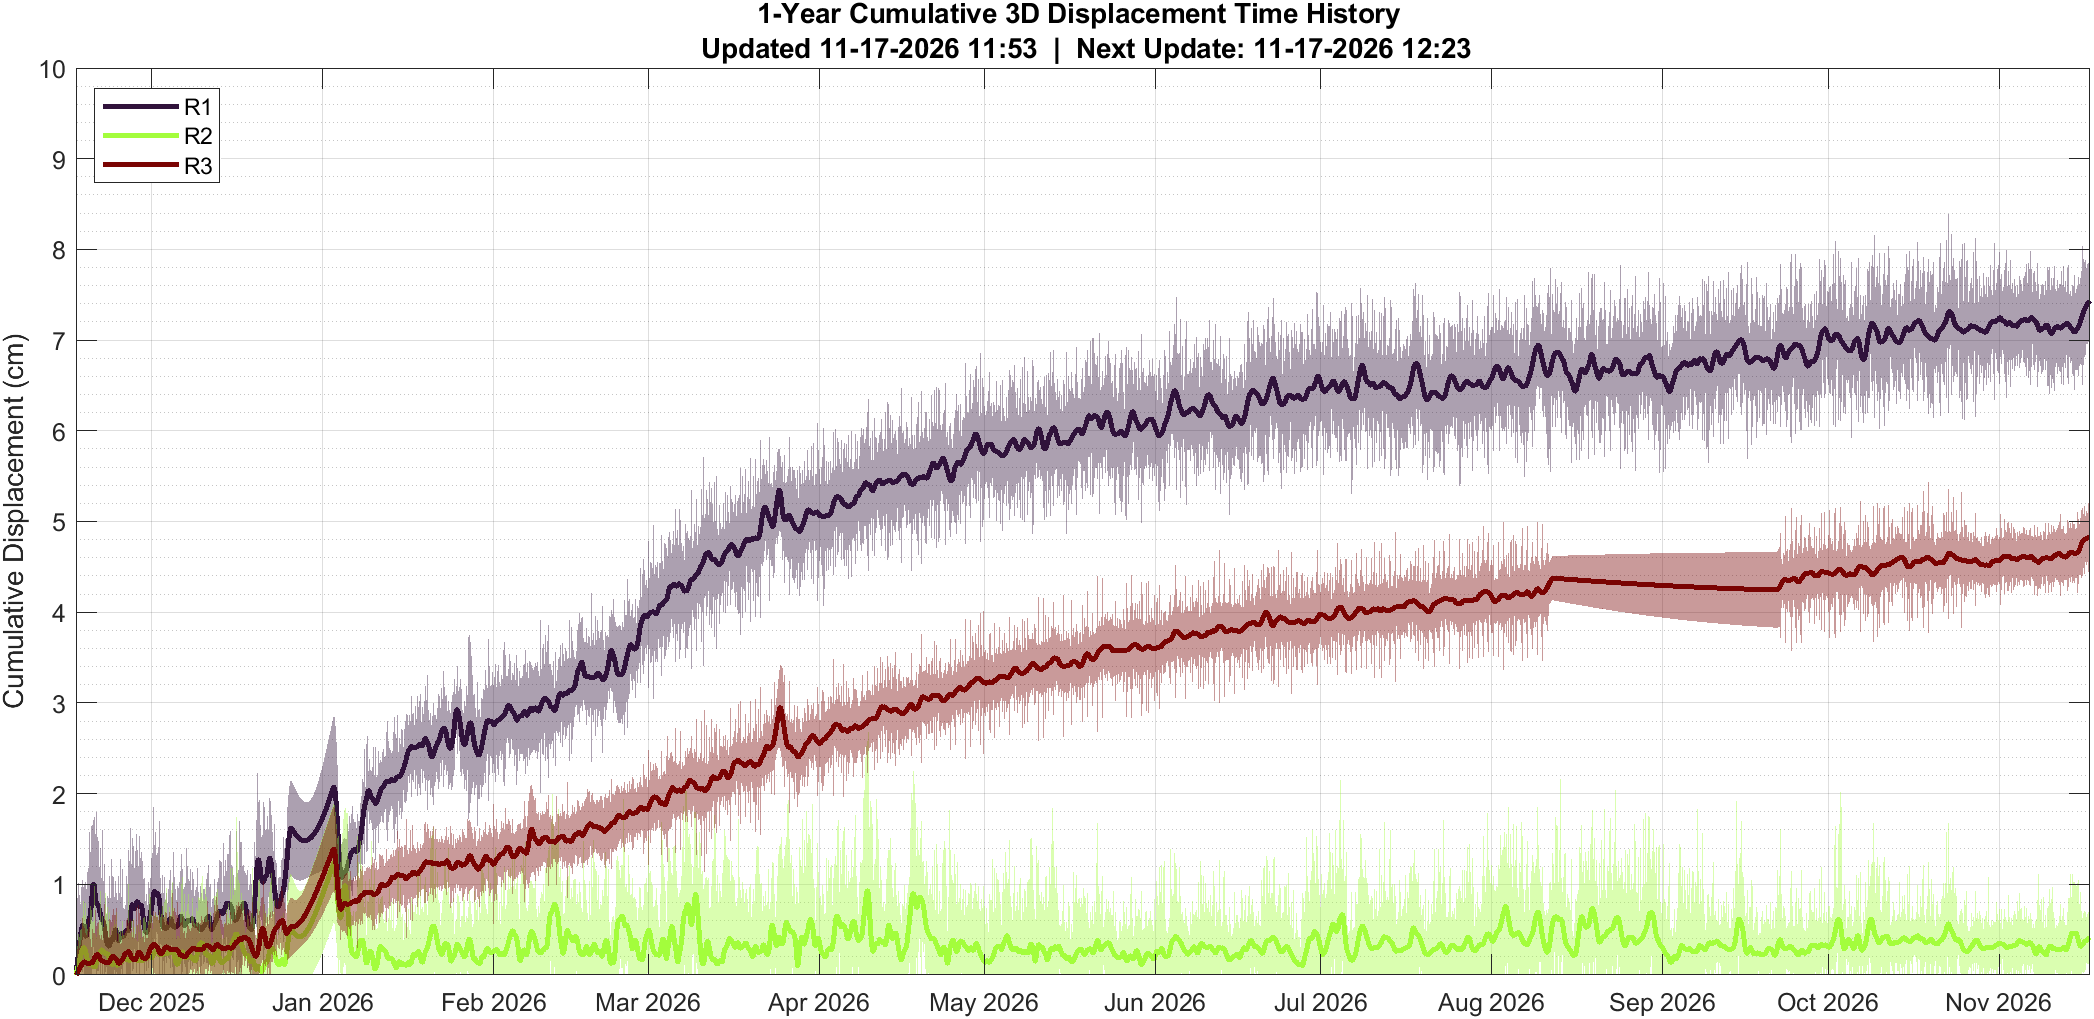 1-Year Cumulative 3D Displacement Time History
Updated 11-17-2026 11:53 | Next Update: 11-17-2026 12:23
R1
R2
R3
Cumulative Displacement (cm)
10
9
8
7
6
5
4
3
2
1
0
Dec 2025 Jan 2026 Feb 2026 Mar 2026 Apr 2026 May 2026 Jun 2026 Jul 2026 Aug 2026 Sep 2026 Oct 2026 Nov 2026